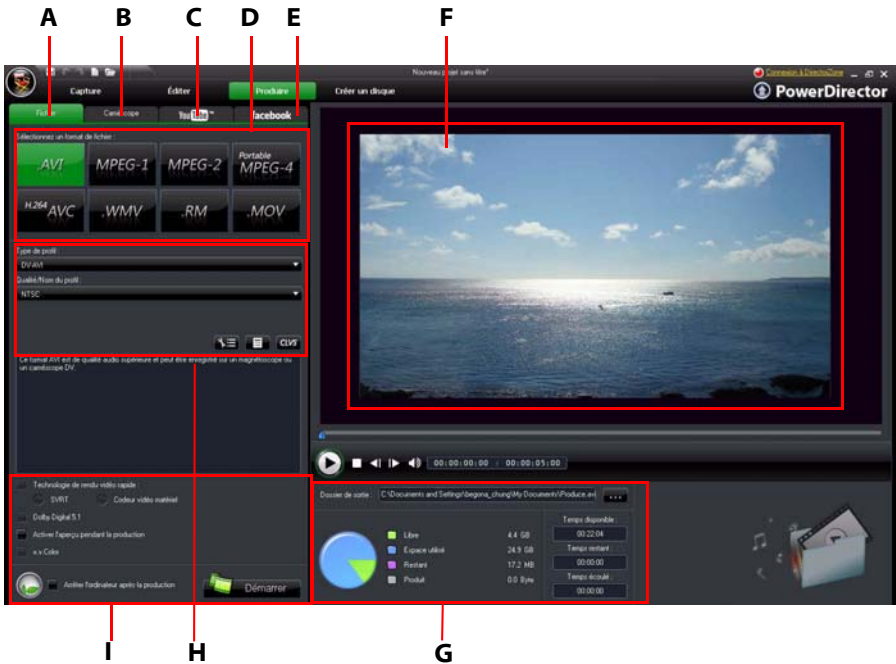 A B C D E F
Nouveau projet sans titre*
Connexion à DirectorZone
Capture Éditer Produire Créer un disque
PowerDirector
Fichier Caméscope YouTube™ facebook
Sélectionnez un format de fichier :
.AVI MPEG-1 MPEG-2 Portable MPEG-4
H.264 AVC .WMV .RM .MOV
Type de profil :
DV-AVI
Qualité/Nom du profil :
NTSC
CLVS
Ce format AVI est de qualité audio supérieure et peut être enregistré sur un magnétoscope ou
un caméscope DV.
00:00:00:00 / 00:00:05:00
Technologie de rendu vidéo rapide :
SVRT Codeur vidéo matériel
Dolby Digital 5.1
Activer l'aperçu pendant la production
x.v.Color
Arrêter l'ordinateur après la production
Démarrer
Dossier de sortie : C:\Documents and Settings\begona_chung\My Documents\Produce.avi ...
Libre 4.4 GB
Espace utilisé 24.9 GB
Restant 17.2 MB
Produit 0.0 Byte
Temps disponible :
00:22:04
Temps restant :
00:00:00
Temps écoulé :
00:00:00
I H G